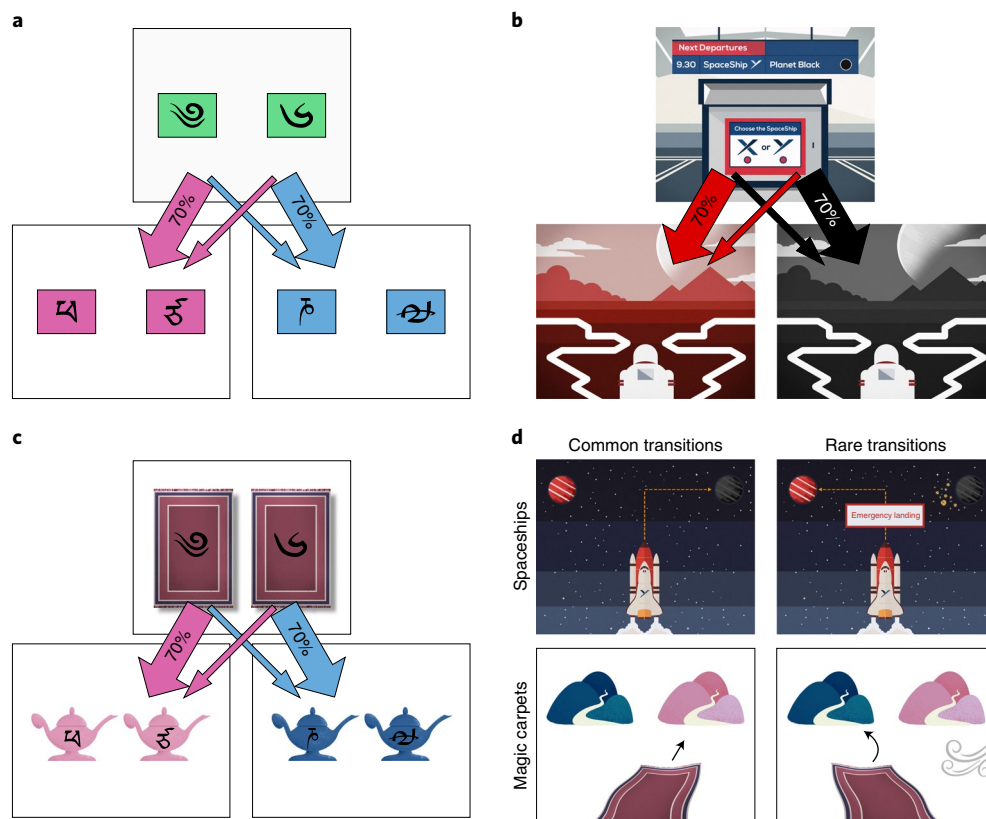 a
70%
70%
b
Next Departures
9.30 SpaceShip Y Planet Black
Choose the SpaceShip
X or Y
70%
70%
c
70%
70%
d
Common transitions
Rare transitions
Spaceships
Emergency landing
Y
Y
Magic carpets